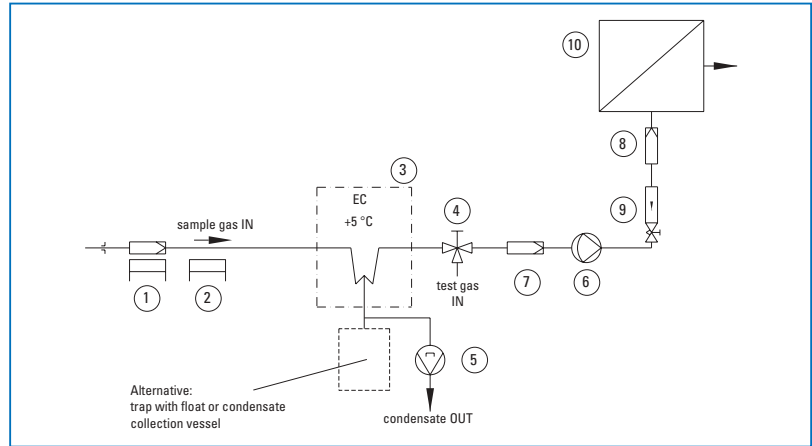 10
8
3
EC
+5 °C
4
9
sample gas IN
test gas
IN
1
2
7
6
5
Alternative:
trap with float or condensate
collection vessel
condensate OUT